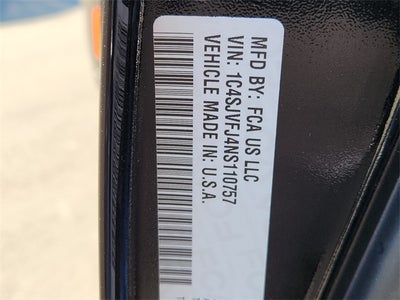 MFD BY: FCA US LLC
VIN: 1C4SJVFJ4NS110757
VEHICLE MADE IN: U.S.A.